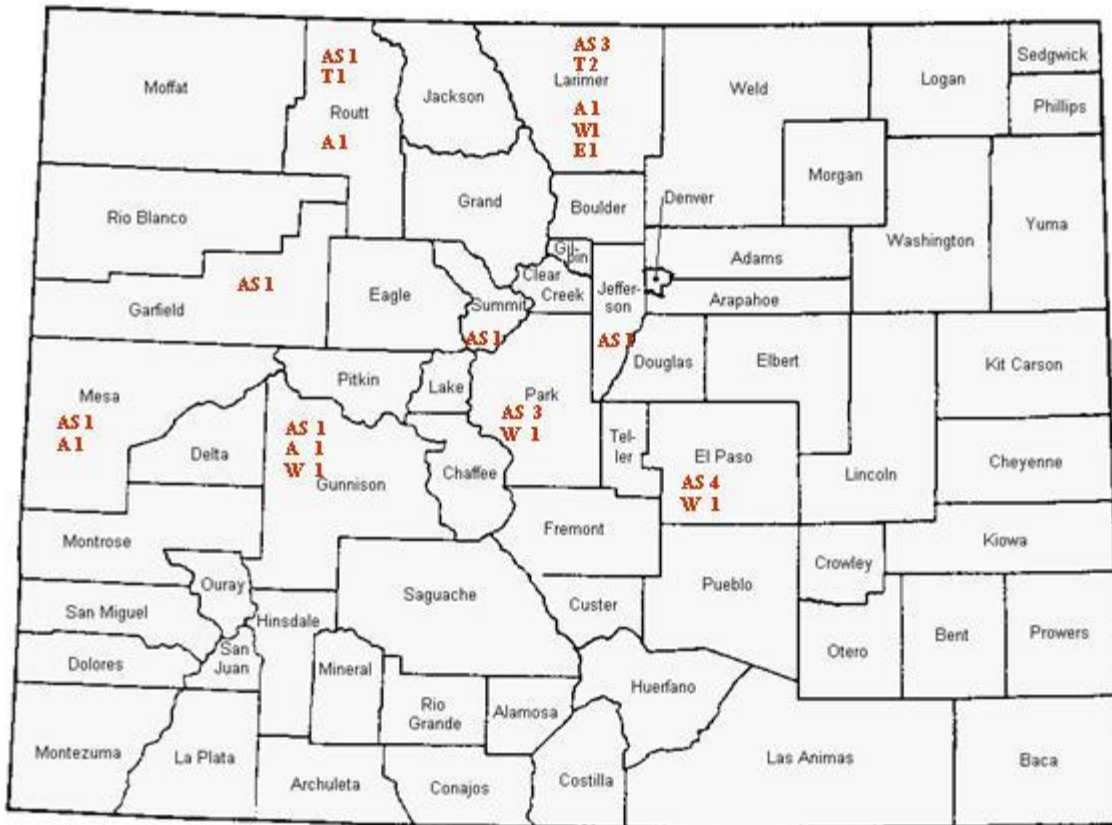 Moffat
AS 1
T 1
Routt
A 1
Jackson
AS 3
T 2
Larimer
A 1
W1
E 1
Weld
Logan
Sedgwick
Phillips
Morgan
Rio Blanco
Grand
Boulder
Denver
Washington
Yuma
Gil-
pin
Adams
AS 1
Garfield
Eagle
Summit
AS 1
Clear
Creek
Jeffer-
son
AS 1
Arapahoe
Douglas
Elbert
Kit Carson
Mesa
AS 1
A 1
Pitkin
Lake
Park
AS 3
W 1
Delta
AS 1
A 1
W 1
Gunnison
Chaffee
Tel-
ler
El Paso
AS 4
W 1
Lincoln
Cheyenne
Montrose
Fremont
Kiowa
Ouray
Crowley
San Miguel
Hinsdale
Saguache
Custer
Pueblo
Otero
Bent
Prowers
Dolores
San
Juan
Mineral
Rio
Grande
Alamosa
Huerfano
Montezuma
La Plata
Archuleta
Conajos
Costilla
Las Animas
Baca